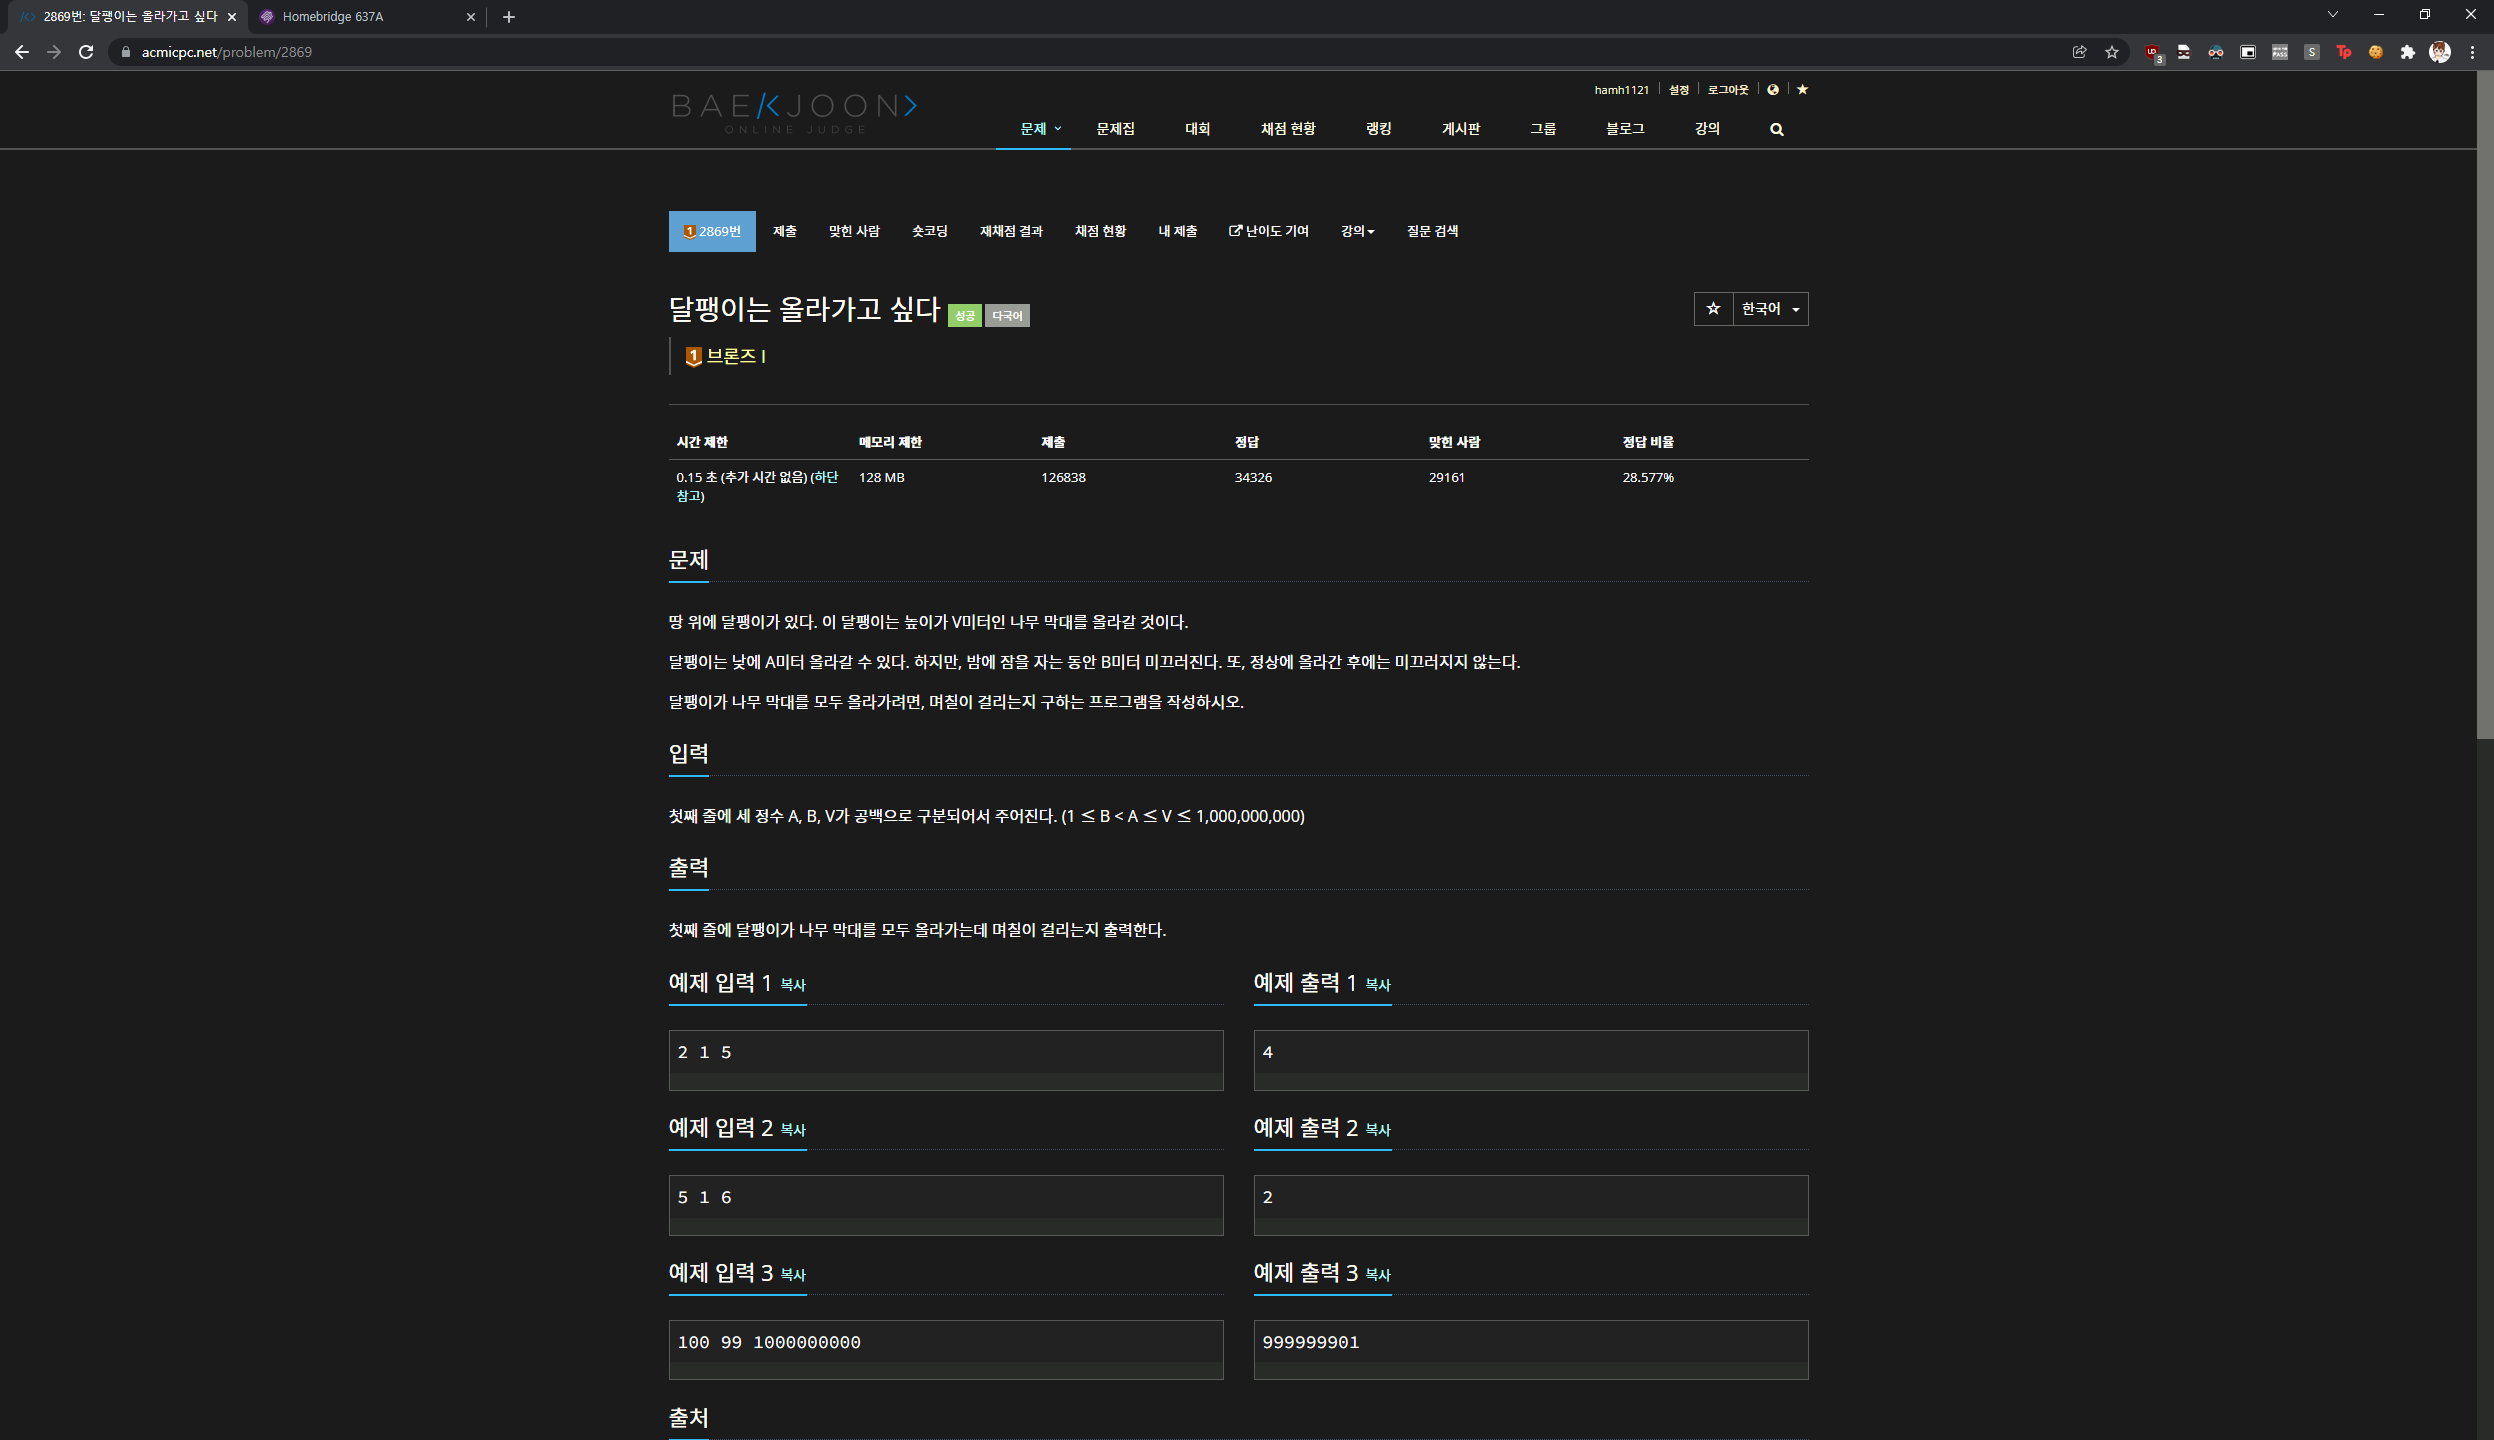 2869번: 달팽이는 올라가고 싶다
Homebridge 637A
acmicpc.net/problem/2869
hamh1121 설정 로그아웃
BAEKJOON
ONLINE JUDGE
문제 문제집 대회 채점 현황 랭킹 게시판 그룹 블로그 강의
1 2869번 제출 맞힌 사람 숏코딩 재채점 결과 채점 현황 내 제출 난이도 기여 강의 질문 검색
달팽이는 올라가고 싶다 성공 다국어
한국어
1 브론즈 I
시간 제한 메모리 제한 제출 정답 맞힌 사람 정답 비율
0.15 초 (추가 시간 없음) (하단 128 MB 126838 34326 29161 28.577%
참고)
문제
땅 위에 달팽이가 있다. 이 달팽이는 높이가 V미터인 나무 막대를 올라갈 것이다.
달팽이는 낮에 A미터 올라갈 수 있다. 하지만, 밤에 잠을 자는 동안 B미터 미끄러진다. 또, 정상에 올라간 후에는 미끄러지지 않는다.
달팽이가 나무 막대를 모두 올라가려면, 며칠이 걸리는지 구하는 프로그램을 작성하시오.
입력
첫째 줄에 세 정수 A, B, V가 공백으로 구분되어서 주어진다. (1 ≤ B < A ≤ V ≤ 1,000,000,000)
출력
첫째 줄에 달팽이가 나무 막대를 모두 올라가는데 며칠이 걸리는지 출력한다.
예제 입력 1 복사
2 1 5
예제 출력 1 복사
4
예제 입력 2 복사
5 1 6
예제 출력 2 복사
2
예제 입력 3 복사
100 99 1000000000
예제 출력 3 복사
999999901
출처